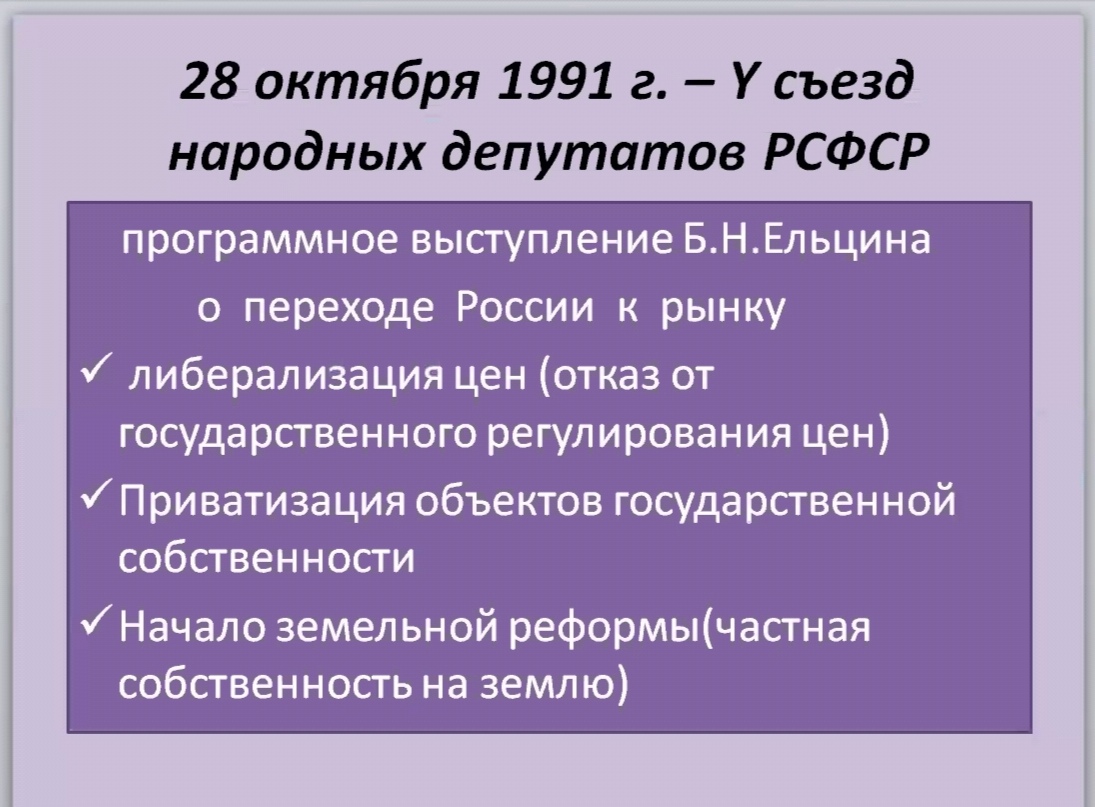 28 октября 1991 г. – Y съезд
народных депутатов РСФСР
программное выступление Б.Н.Ельцина
о переходе России к рынку
✓ либерализация цен (отказ от
государственного регулирования цен)
✓ Приватизация объектов государственной
собственности
✓ Начало земельной реформы(частная
собственность на землю)